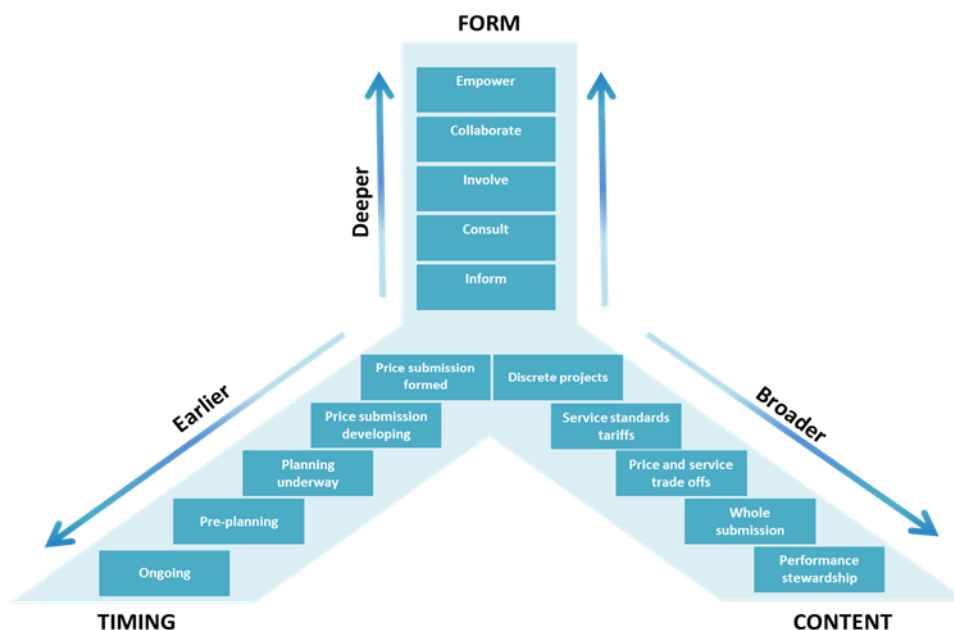 FORM
Empower
Collaborate
Involve
Consult
Inform
Deeper
Earlier
Broader
Price submission
formed
Discrete projects
Price submission
developing
Service standards
tariffs
Planning
underway
Price and service
trade offs
Pre-planning
Whole
submission
Ongoing
Performance
stewardship
TIMING
CONTENT